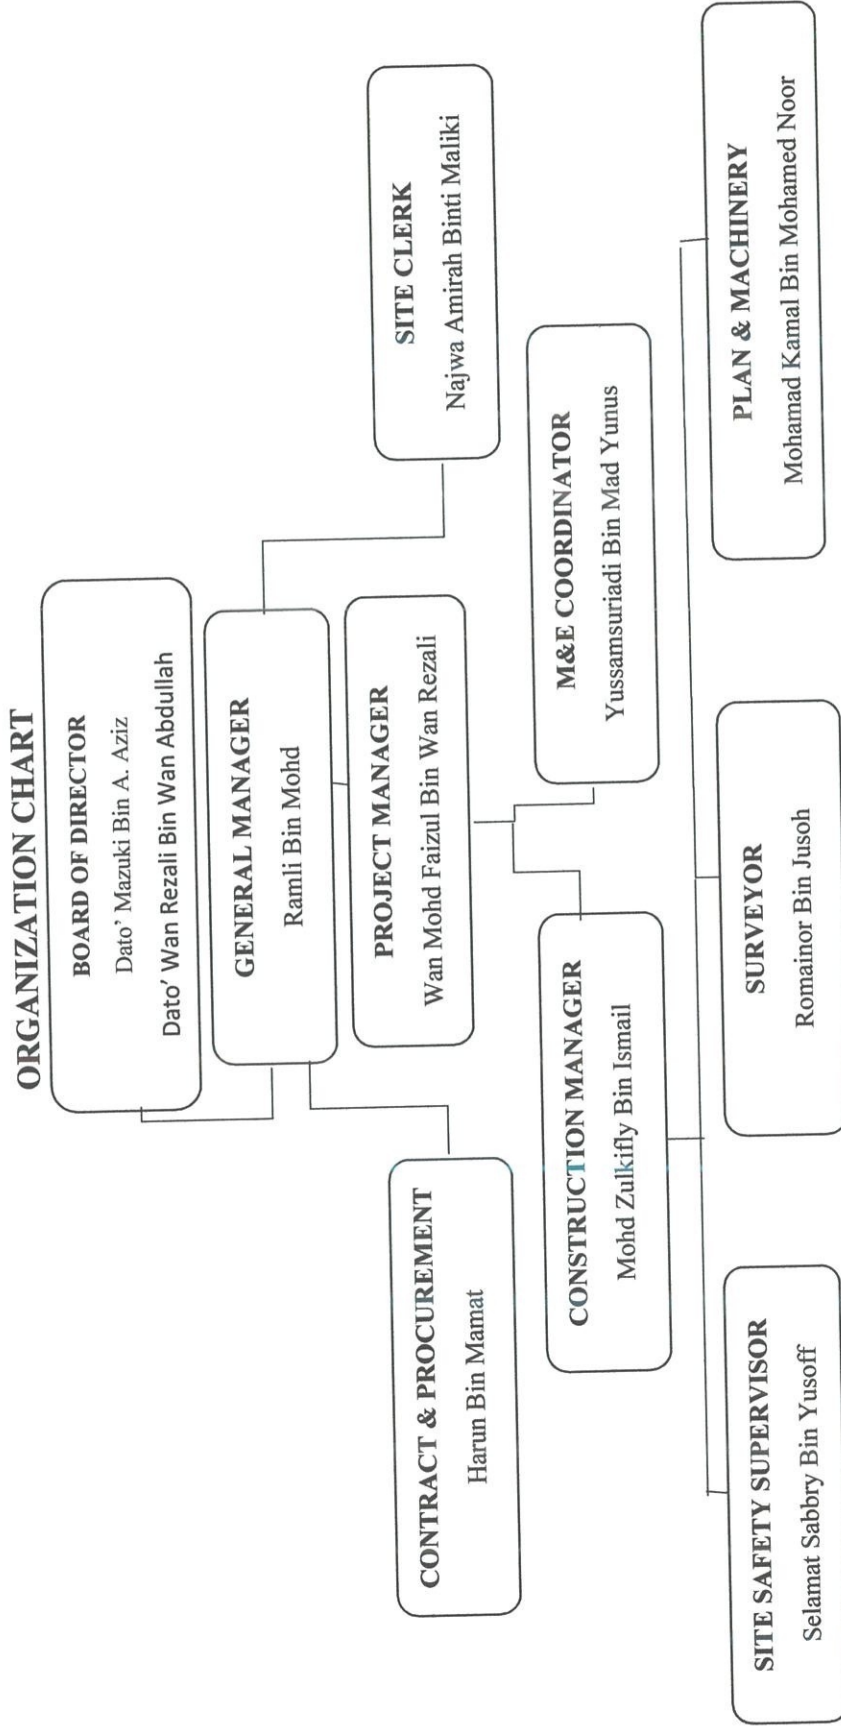 ORGANIZATION CHART
BOARD OF DIRECTOR
Dato’ Mazuki Bin A. Aziz
Dato’ Wan Rezali Bin Wan Abdullah
GENERAL MANAGER
Ramli Bin Mohd
PROJECT MANAGER
Wan Mohd Faizul Bin Wan Rezali
CONTRACT & PROCUREMENT
Harun Bin Mamat
SITE CLERK
Najwa Amirah Binti Maliki
CONSTRUCTION MANAGER
Mohd Zulkifly Bin Ismail
M&E COORDINATOR
Yussamsuriadi Bin Mad Yunus
SITE SAFETY SUPERVISOR
Selamat Sabbry Bin Yusoff
SURVEYOR
Romainor Bin Jusoh
PLAN & MACHINERY
Mohamad Kamal Bin Mohamed Noor